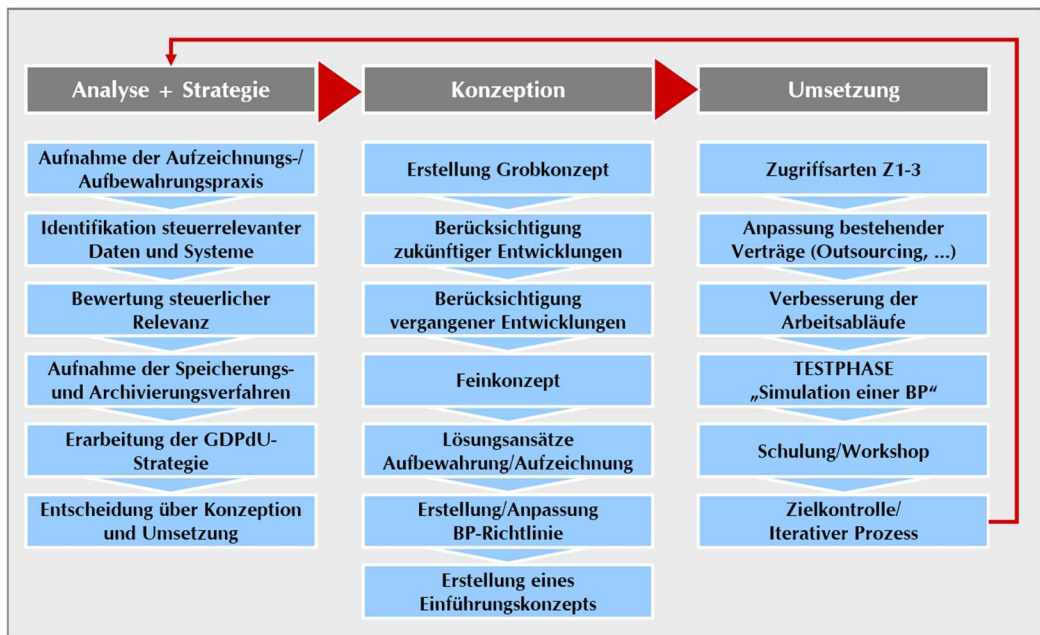 Analyse + Strategie
Aufnahme der Aufzeichnungs-/
Aufbewahrungspraxis
Identifikation steuerrelevanter
Daten und Systeme
Bewertung steuerlicher
Relevanz
Aufnahme der Speicherungs-
und Archivierungsverfahren
Erarbeitung der GDPdU-
Strategie
Entscheidung über Konzeption
und Umsetzung
Konzeption
Erstellung Grobkonzept
Berücksichtigung
zukünftiger Entwicklungen
Berücksichtigung
vergangener Entwicklungen
Feinkonzept
Lösungsansätze
Aufbewahrung/Aufzeichnung
Erstellung/Anpassung
BP-Richtlinie
Erstellung eines
Einführungskonzepts
Umsetzung
Zugriffsarten Z1-3
Anpassung bestehender
Verträge (Outsourcing, ...)
Verbesserung der
Arbeitsabläufe
TESTPHASE
„Simulation einer BP“
Schulung/Workshop
Zielkontrolle/
Iterativer Prozess